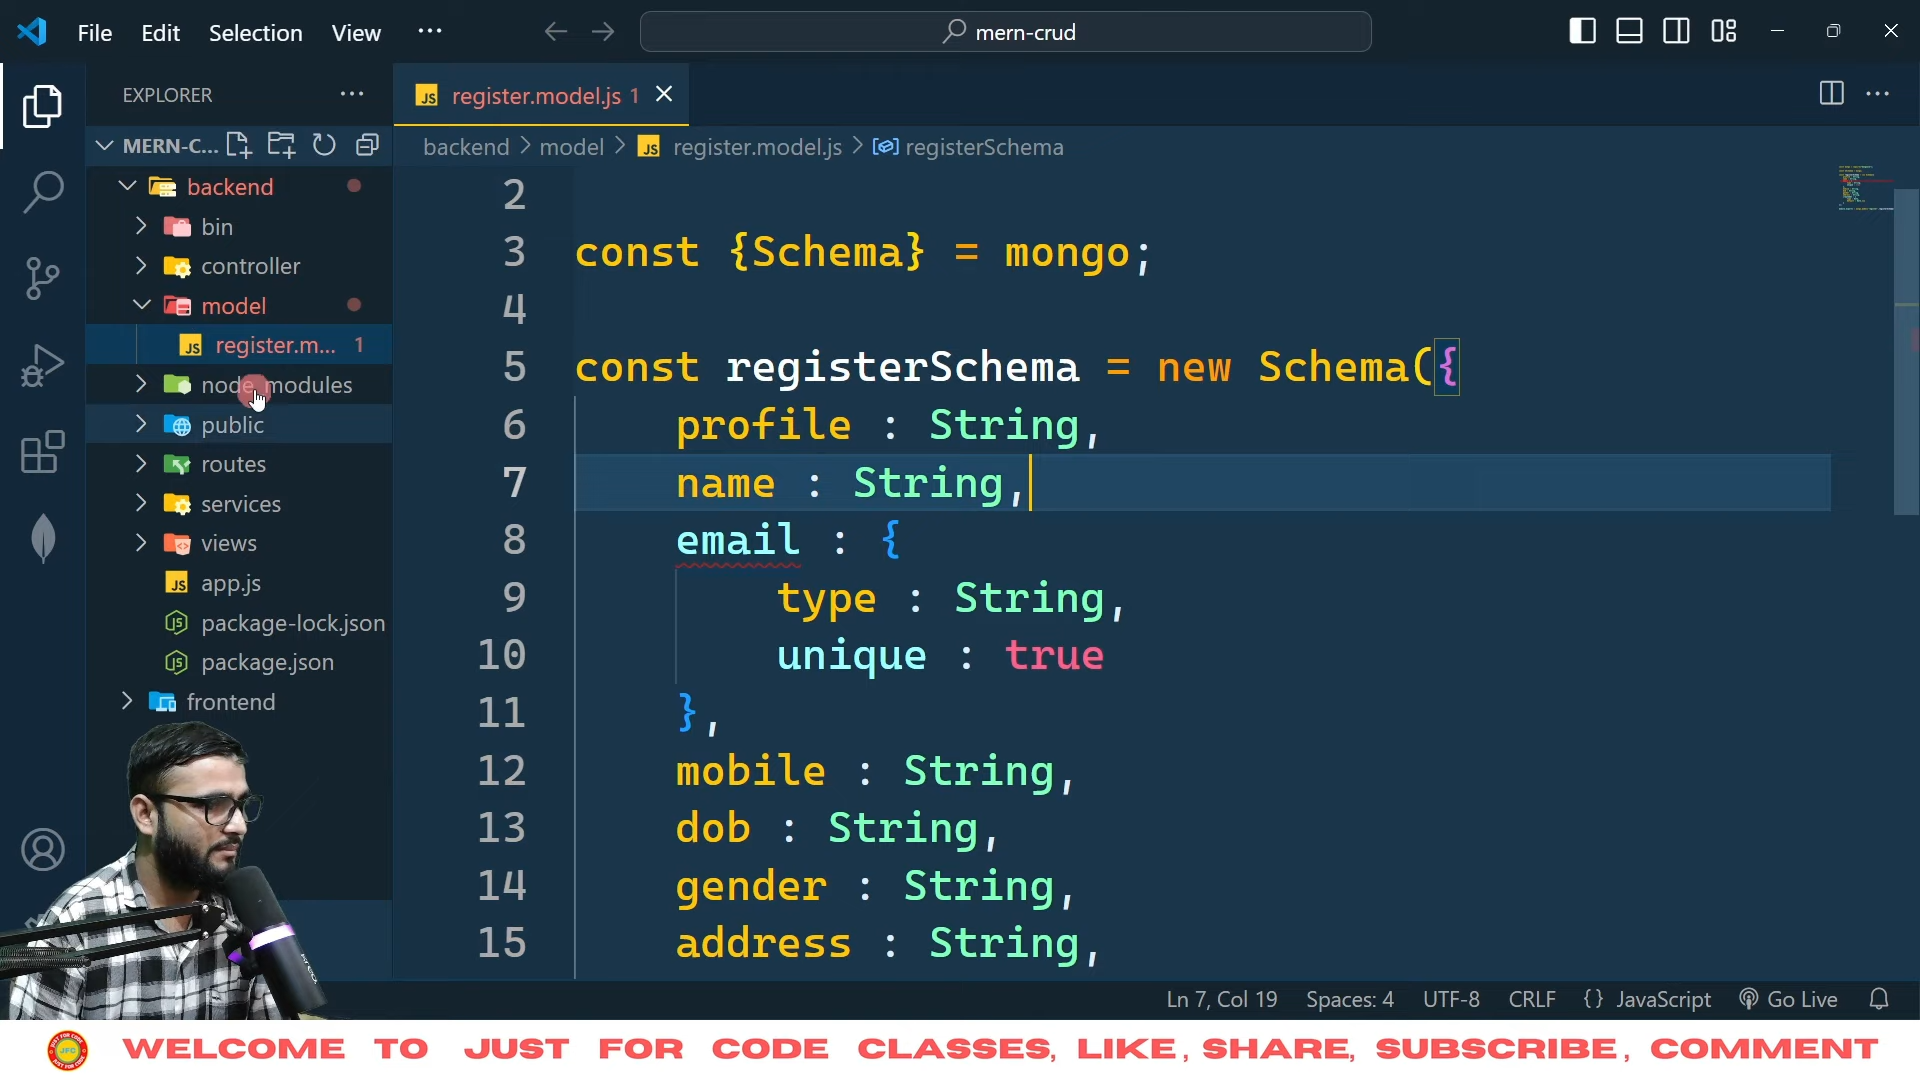 File Edit Selection View ··· mern-crud
EXPLORER ···
register.model.js 1
MERN-C...
backend > model > register.model.js > registerSchema
backend
bin
controller
model
register.m... 1
node_modules
public
routes
services
views
app.js
package-lock.json
package.json
frontend
2
3 const {Schema} = mongo;
4
5 const registerSchema = new Schema({
6 profile : String,
7 name : String,
8 email : {
9 type : String,
10 unique : true
11 },
12 mobile : String,
13 dob : String,
14 gender : String,
15 address : String,
Ln 7, Col 19 Spaces: 4 UTF-8 CRLF {} JavaScript Go Live
WELCOME TO JUST FOR CODE CLASSES, LIKE, SHARE, SUBSCRIBE, COMMENT